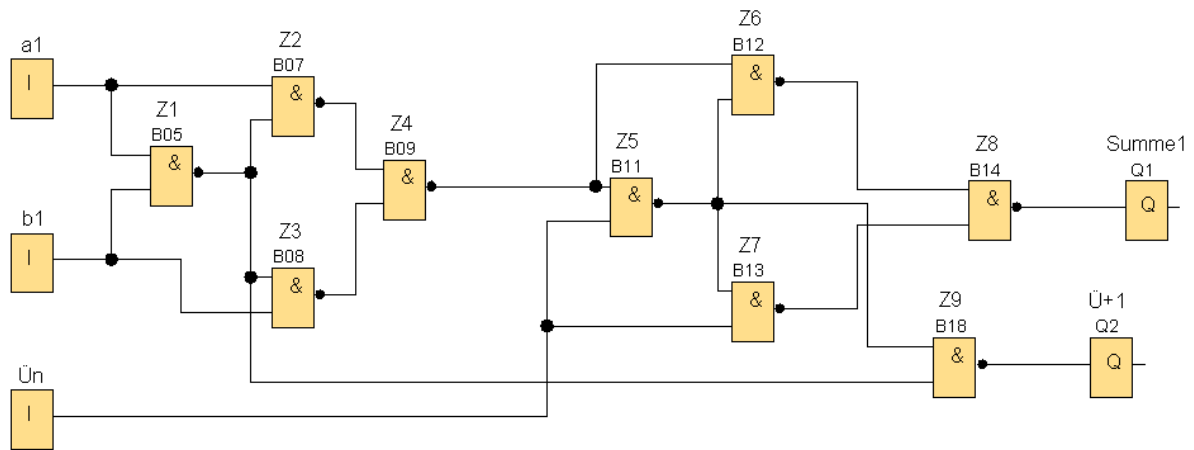 a1
I
Z1
B05
&
Z2
B07
&
Z4
B09
&
Z3
B08
&
b1
I
Ün
I
Z6
B12
&
Z5
B11
&
Z7
B13
&
Z8
B14
&
Summe1
Q1
Q
Z9
B18
&
Ü+1
Q2
Q